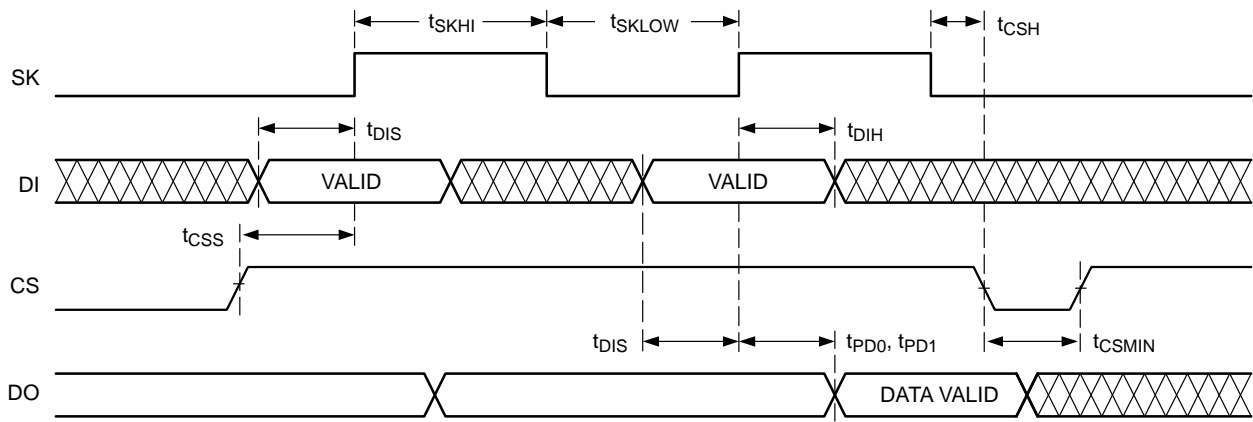 tSKHI
tSKLOW
tCSH
SK
tDIS
tDIH
DI
VALID
VALID
tCSS
CS
tDIS
tPD0, tPD1
tCSMIN
DO
DATA VALID